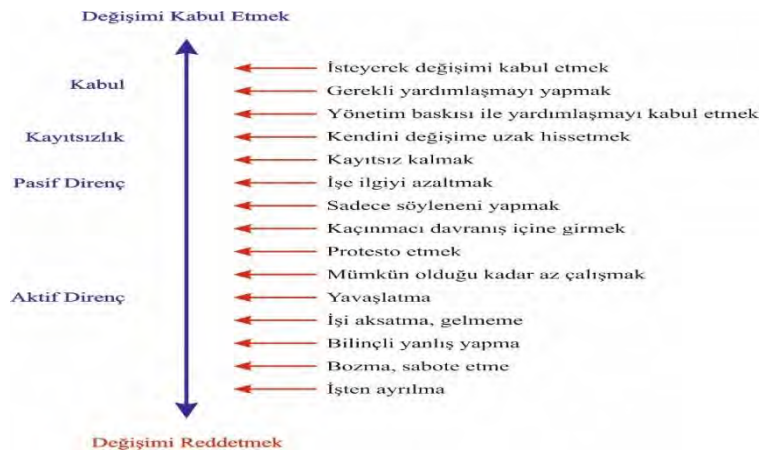 Değişimi Kabul Etmek
İsteyerek değişimi kabul etmek
Kabul
Gerekli yardımlaşmayı yapmak
Yönetim baskısı ile yardımlaşmayı kabul etmek
Kayıtsızlık
Kendini değişime uzak hissetmek
Kayıtsız kalmak
Pasif Direnç
İşe ilgiyi azaltmak
Sadece söyleneni yapmak
Kaçınmacı davranış içine girmek
Protesto etmek
Mümkün olduğu kadar az çalışmak
Aktif Direnç
Yavaşlatma
İşi aksatma, gelmeme
Bilinçli yanlış yapma
Bozma, sabote etme
İşten ayrılma
Değişimi Reddetmek